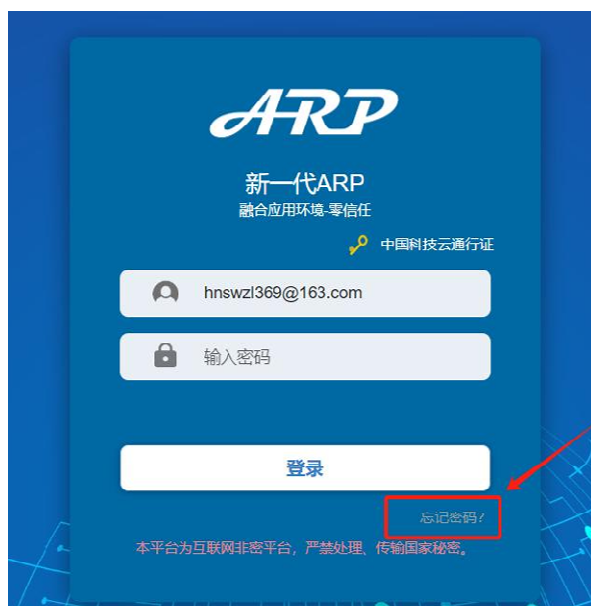 ARP
新一代ARP
融合应用环境-零信任
中国科技云通行证
hnswzl369@163.com
输入密码
登录
忘记密码?
本平台为互联网非密平台，严禁处理、传输国家秘密。